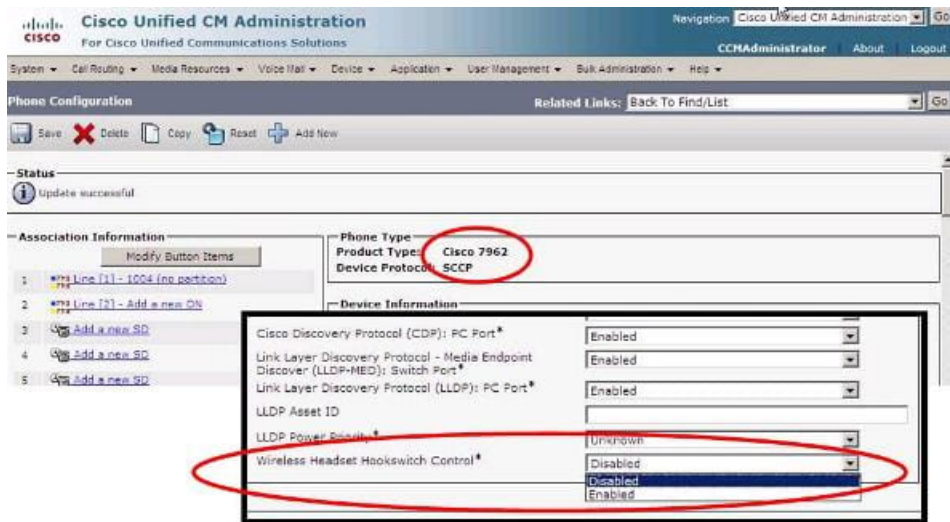 Cisco Unified CM Administration
For Cisco Unified Communications Solutions
CISCO
Navigation Cisco Unified CM Administration Go
CCMAdministrator About Logout
System Call Routing Media Resources Voice Mail Device Application User Management Bulk Administration Help
Phone Configuration
Related Links: Back To Find/List Go
Save Delete Copy Reset Add New
Status
Update successful
Association Information
Modify Button Items
1 Line [1] - 1004 (no partition)
2 Line [2] - Add a new DN
3 Add a new SD
4 Add a new SD
5 Add a new SD
Phone Type
Product Type: Cisco 7962
Device Protocol: SCCP
Device Information
Cisco Discovery Protocol (CDP): PC Port* Enabled
Link Layer Discovery Protocol - Media Endpoint
Discover (LLDP-MED): Switch Port* Enabled
Link Layer Discovery Protocol (LLDP): PC Port* Enabled
LLDP Asset ID
LLDP Power Priority* Unknown
Wireless Headset Hookswitch Control* Disabled
Disabled
Enabled